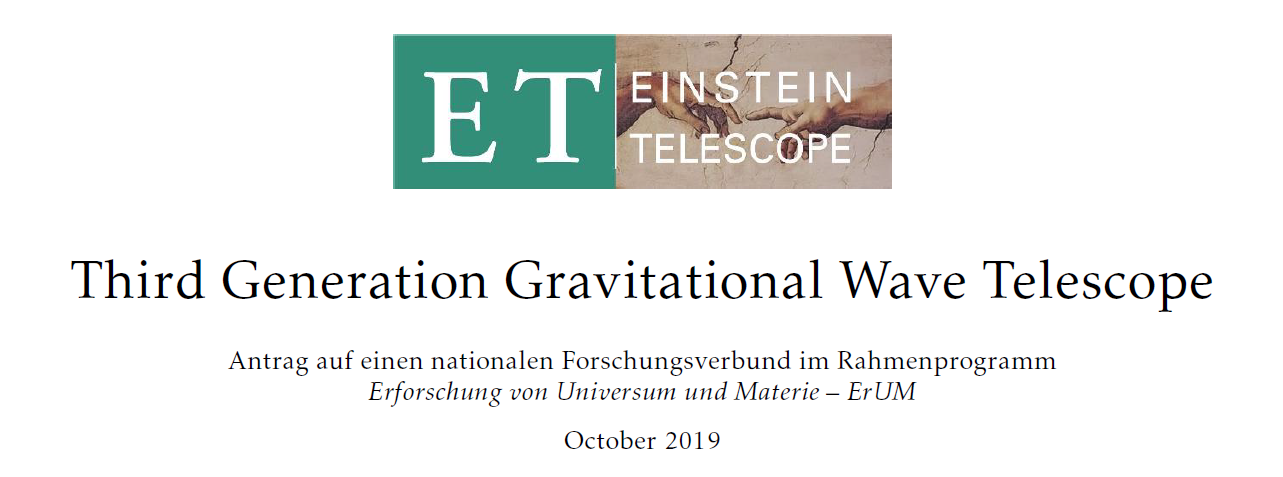 ET EINSTEIN
TELESCOPE
Third Generation Gravitational Wave Telescope
Antrag auf einen nationalen Forschungsverbund im Rahmenprogramm
Erforschung von Universum und Materie – ErUM
October 2019